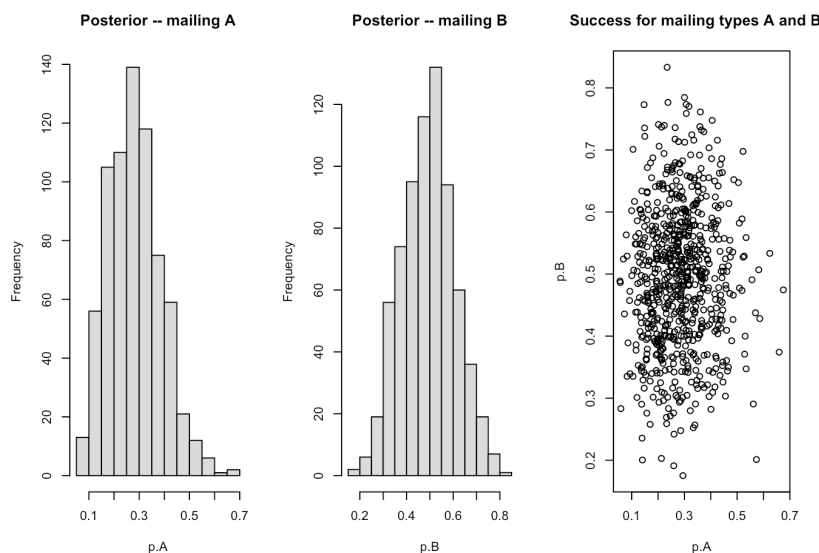 Posterior -- mailing A
Frequency
0 20 40 60 80 100 120 140
0.1 0.3 0.5 0.7
p.A
Posterior -- mailing B
Frequency
0 20 40 60 80 100 120
0.2 0.4 0.6 0.8
p.B
Success for mailing types A and B
p.B
0.2 0.3 0.4 0.5 0.6 0.7 0.8
0.1 0.3 0.5 0.7
p.A